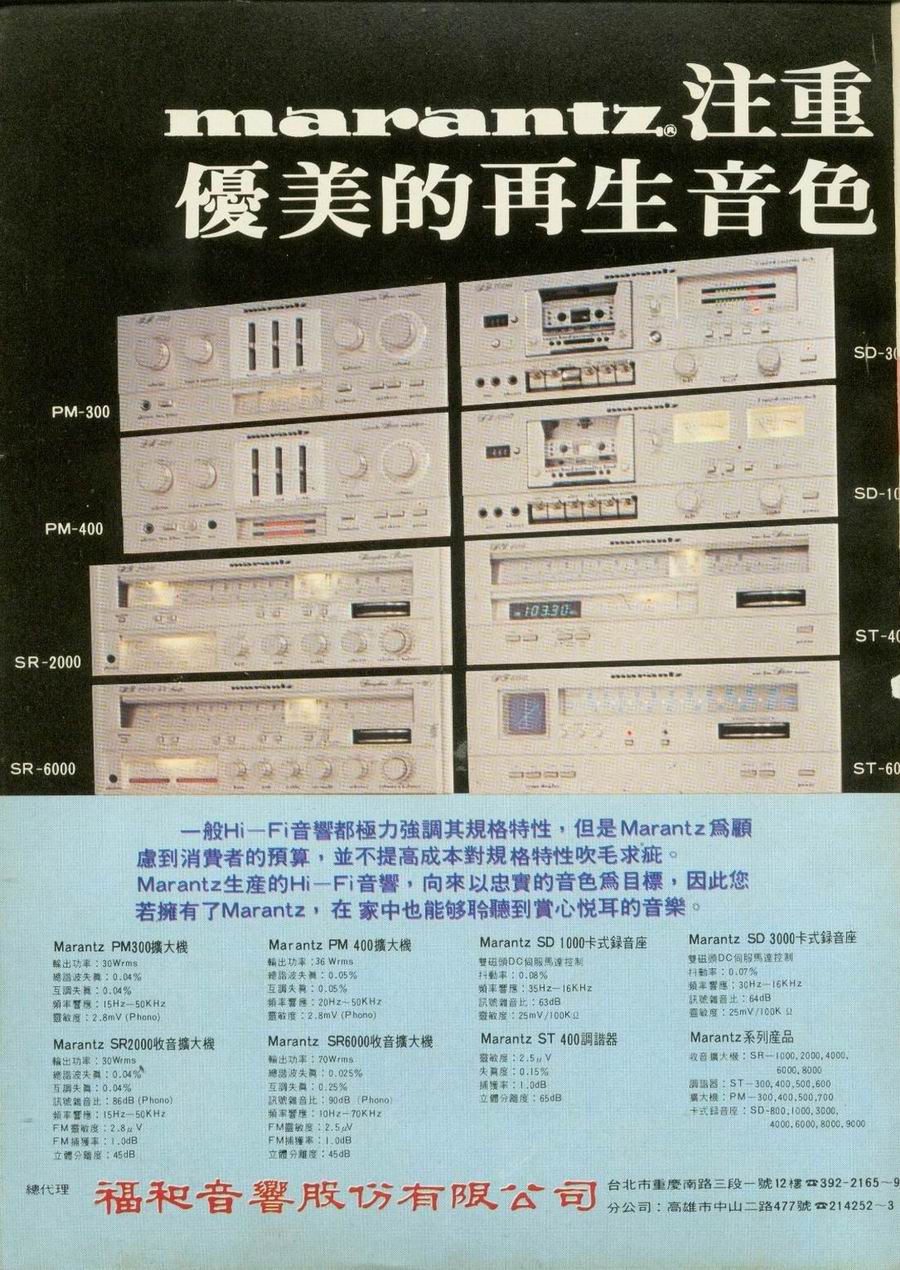 marantz® 注重
優美的再生音色
PM-300
PM-400
SR-2000
SR-6000
SD-30
SD-10
ST-40
ST-60
marantz
marantz
marantz
marantz
marantz
marantz
marantz
marantz
103.30
一般Hi－Fi音響都極力強調其規格特性，但是Marantz為顧
慮到消費者的預算，並不提高成本對規格特性吹毛求疵。
Marantz生産的Hi－Fi音響，向來以忠實的音色為目標，因此您
若擁有了Marantz，在 家中也能够聆聽到賞心悦耳的音樂。
Marantz PM300擴大機
輸出功率：30Wrms
總諧波失真：0.04%
互調失真：0.04%
頻率響應：15Hz－50KHz
靈敏度：2.8mV (Phono)
Marantz PM 400擴大機
輸出功率：36 Wrms
總諧波失真：0.05%
互調失真：0.05%
頻率響應：20Hz～50KHz
靈敏度：2.8mV (Phono)
Marantz SD 1000卡式録音座
雙磁頭DC伺服馬達控制
抖動率：0.08%
頻率響應：35Hz－16KHz
訊號雜音比：63dB
靈敏度：25mV/100KΩ
Marantz SD 3000卡式録音座
雙磁頭DC伺服馬達控制
抖動率：0.07%
頻率響應：30Hz－16KHz
訊號雜音比：64dB
靈敏度：25mV/100K Ω
Marantz SR2000收音擴大機
輸出功率：30Wrms
總諧波失真：0.04%
互調失真：0.04%
訊號雜音比：86dB (Phono)
頻率響應：15Hz－50KHz
FM靈敏度：2.8μV
FM捕獲率：1.0dB
立體分離度：45dB
Marantz SR6000收音擴大機
輸出功率：70Wrms
總諧波失真：0.025%
互調失真：0.25%
訊號雜音比：90dB (Phono)
頻率響應：10Hz－70KHz
FM靈敏度：2.5μV
FM捕獲率：1.0dB
立體分離度：45dB
Marantz ST 400調諧器
靈敏度：2.5μV
失真度：0.15%
捕獲率：1.0dB
立體分離度：65dB
Marantz系列産品
收音擴大機：SR－1000,2000,4000,
6000,8000
調諧器：ST－300,400,500,600
擴大機：PM－300,400,500,700
卡式録音座：SD-800,1000,3000,
4000,6000,8000,9000
總代理 福和音響股份有限公司
台北市重慶南路三段一號12樓☎392-2165～9
分公司：高雄市中山二路477號☎214252～3